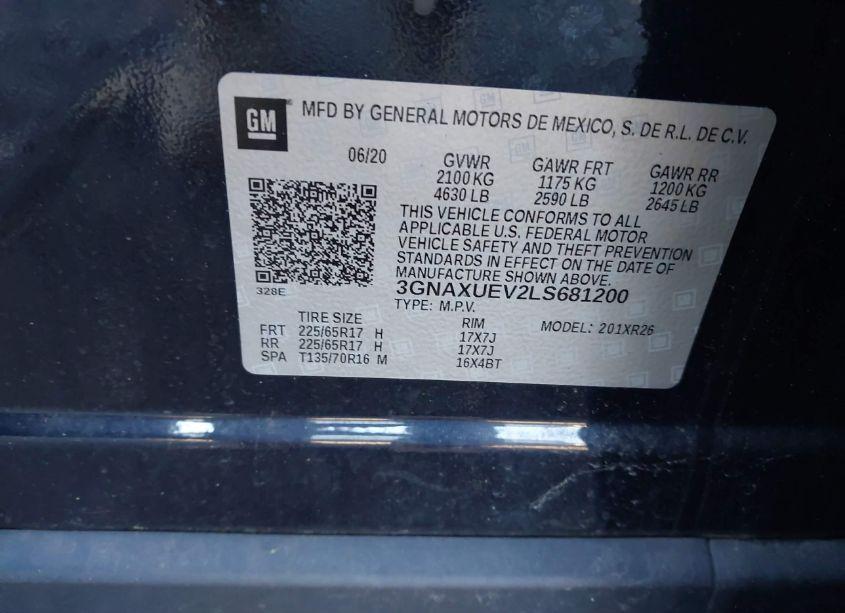 GM ® MFD BY GENERAL MOTORS DE MEXICO, S. DE R.L. DE C.V.
06/20 GVWR GAWR FRT GAWR RR
2100 KG 1175 KG 1200 KG
4630 LB 2590 LB 2645 LB
THIS VEHICLE CONFORMS TO ALL
APPLICABLE U.S. FEDERAL MOTOR
VEHICLE SAFETY AND THEFT PREVENTION
STANDARDS IN EFFECT ON THE DATE OF
MANUFACTURE SHOWN ABOVE.
328E 3GNAXUEV2LS681200
TYPE: M.P.V.
TIRE SIZE RIM MODEL: 201XR26
FRT 225/65R17 H 17X7J
RR 225/65R17 H 17X7J
SPA T135/70R16 M 16X4BT